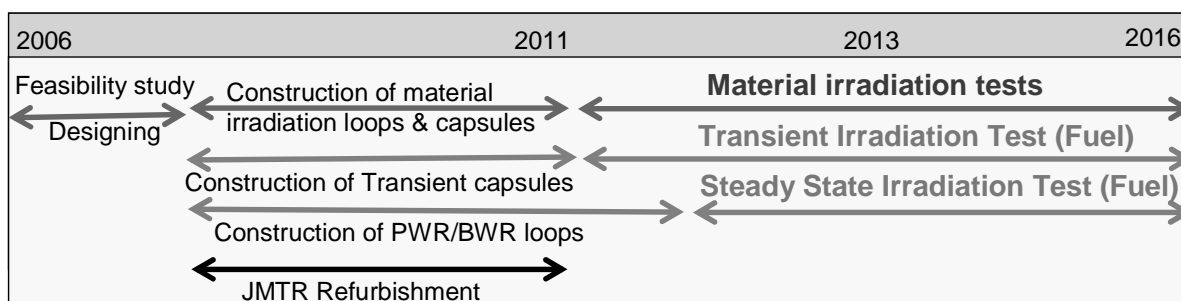 2006 2011 2013 2016
Feasibility study
Designing
Construction of material
irradiation loops & capsules
Material irradiation tests
Transient Irradiation Test (Fuel)
Construction of Transient capsules
Steady State Irradiation Test (Fuel)
Construction of PWR/BWR loops
JMTR Refurbishment